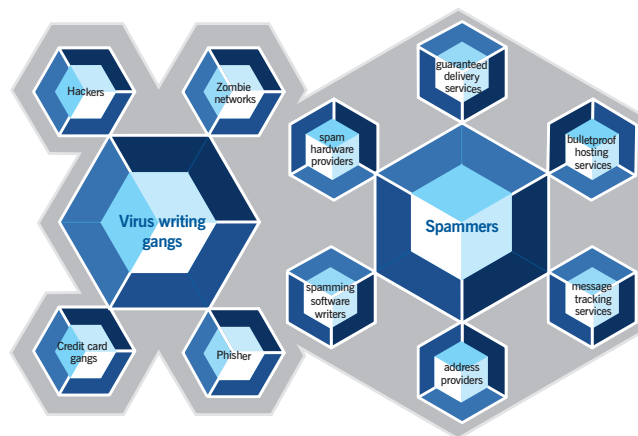 Hackers
Zombie
networks
Virus writing
gangs
Credit card
gangs
Phisher
guaranteed
delivery
services
spam
hardware
providers
bulletproof
hosting
services
Spammers
spamming
software
writers
message
tracking
services
address
providers